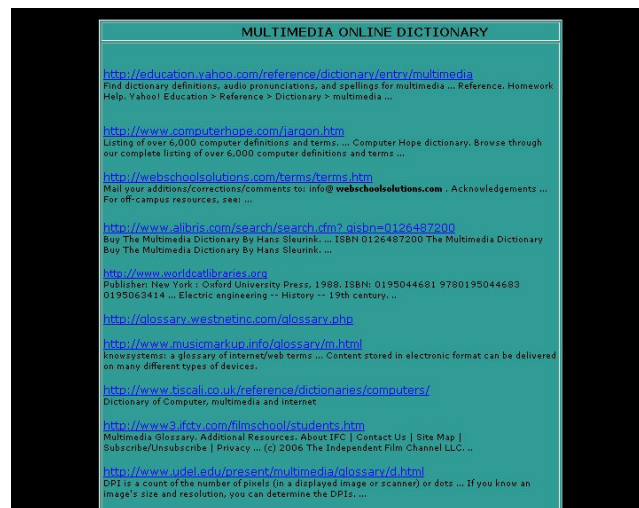 MULTIMEDIA ONLINE DICTIONARY
http://education.yahoo.com/reference/dictionary/entry/multimedia
Find dictionary definitions, audio pronunciations, and spellings for multimedia ... Reference. Homework
Help. Yahoo! Education > Reference > Dictionary > multimedia ...
http://www.computerhope.com/jargon.htm
Listing of over 6,000 computer definitions and terms. ... Computer Hope dictionary. Browse through
our complete listing of over 6,000 computer definitions and terms ...
http://webschoolsolutions.com/terms/terms.htm
Mail your additions/corrections/comments to: info@ webschoolsolutions.com . Acknowledgements ...
For off-campus resources, see: ...
http://www.alibris.com/search/search.cfm? qisbn=0126487200
Buy The Multimedia Dictionary By Hans Sleurink. ... ISBN 0126487200 The Multimedia Dictionary
Buy The Multimedia Dictionary By Hans Sleurink. ...
http://www.worldcatlibraries.org
Publisher: New York : Oxford University Press, 1988. ISBN: 0195044681 9780195044683
0195063414 ... Electric engineering -- History -- 19th century. ..
http://glossary.westnetinc.com/glossary.php
http://www.musicmarkup.info/glossary/m.html
knowsystems: a glossary of internet/web terms ... Content stored in electronic format can be delivered
on many different types of devices.
http://www.tiscali.co.uk/reference/dictionaries/computers/
Dictionary of Computer, multimedia and internet
http://www3.ifctv.com/filmschool/students.htm
Multimedia Glossary. Additional Resources. About IFC | Contact Us | Site Map |
Subscribe/Unsubscribe | Privacy ... (c) 2006 The Independent Film Channel LLC. ..
http://www.udel.edu/present/multimedia/glossary/d.html
DPI is a count of the number of pixels (in a displayed image or scanner) or dots ... If you know an
image's size and resolution, you can determine the DPIs. ...